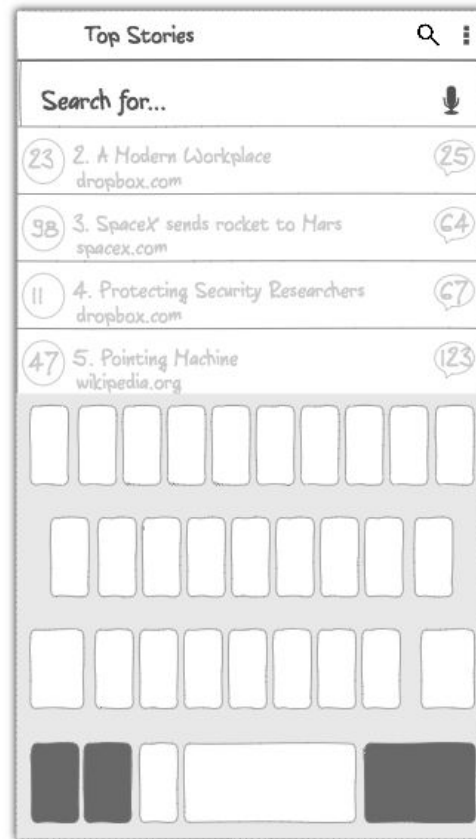 Top Stories
Search for...
23 2. A Modern Workplace 25
dropbox.com
98 3. SpaceX sends rocket to Mars 64
spacex.com
11 4. Protecting Security Researchers 67
dropbox.com
47 5. Pointing Machine 123
wikipedia.org